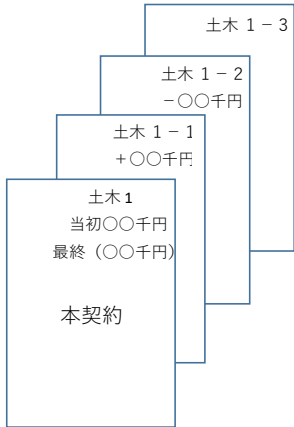 土木 1－3
土木 1－2
－○○千円
土木 1－1
＋○○千円
土木 1
当初○○千円
最終（○○千円）
本契約